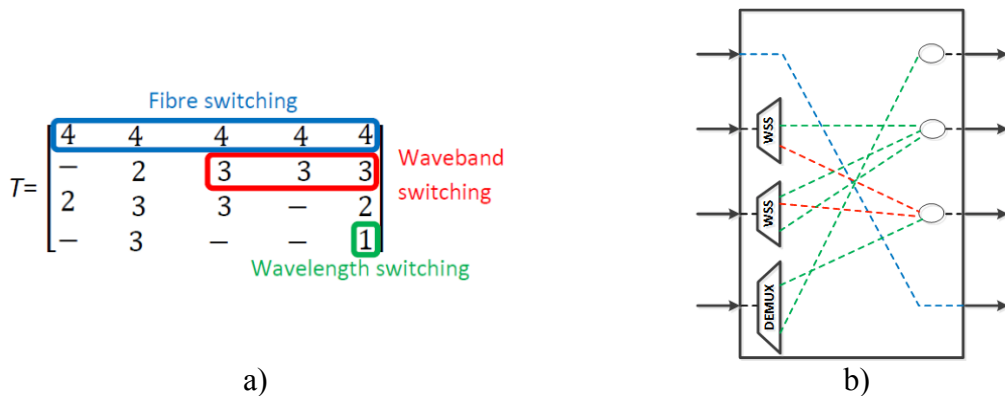 Fibre switching
4 4 4 4 4
T= − 2 3 3 3
Waveband
switching
2 3 3 − 2
− 3 − − 1
Wavelength switching
a)
WSS
WSS
DEMUX
b)